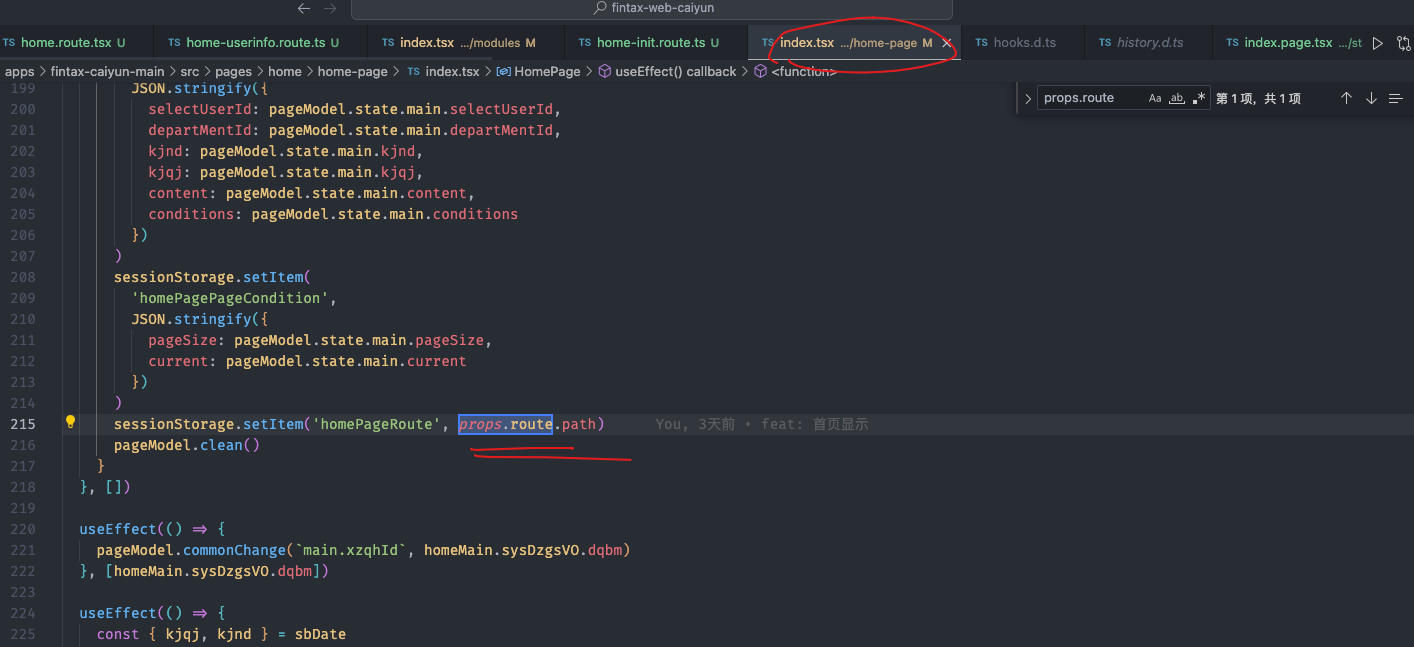 ← → fintax-web-caiyun
TS home.route.tsx U TS home-userinfo.route.ts U TS index.tsx .../modules M TS home-init.route.ts U TS index.tsx .../home-page M × TS hooks.d.ts TS history.d.ts TS index.page.tsx .../st
apps > fintax-caiyun-main > src > pages > home > home-page > TS index.tsx > HomePage > useEffect() callback > <function>
props.route Aa ab .* 第 1 项，共 1 项
199 JSON.stringify({
200 selectUserId: pageModel.state.main.selectUserId,
201 departMentId: pageModel.state.main.departMentId,
202 kjnd: pageModel.state.main.kjnd,
203 kjqj: pageModel.state.main.kjqj,
204 content: pageModel.state.main.content,
205 conditions: pageModel.state.main.conditions
206 })
207 )
208 sessionStorage.setItem(
209 'homePagePageCondition',
210 JSON.stringify({
211 pageSize: pageModel.state.main.pageSize,
212 current: pageModel.state.main.current
213 })
214 )
215 sessionStorage.setItem('homePageRoute', props.route.path) You, 3天前 • feat: 首页显示
216 pageModel.clean()
217 }
218 }, [])
219
220 useEffect(() => {
221 pageModel.commonChange(`main.xzqhId`, homeMain.sysDzgsVO.dqbm)
222 }, [homeMain.sysDzgsVO.dqbm])
223
224 useEffect(() => {
225 const { kjqj, kjnd } = sbDate